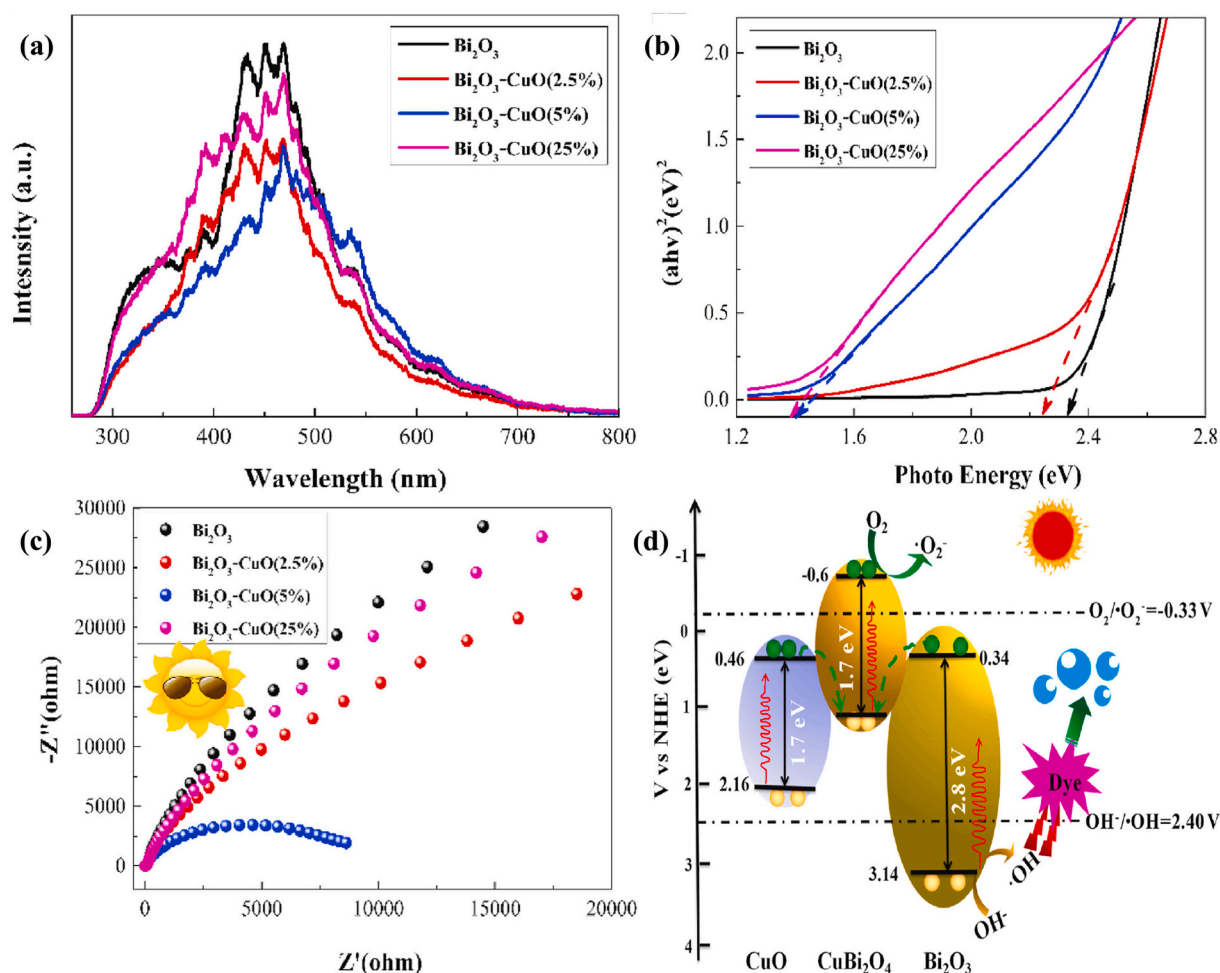 (a)
Bi₂O₃
Bi₂O₃-CuO(2.5%)
Bi₂O₃-CuO(5%)
Bi₂O₃-CuO(25%)
Intesnsity (a.u.)
300 400 500 600 700 800
Wavelength (nm)
(b)
Bi₂O₃
Bi₂O₃-CuO(2.5%)
Bi₂O₃-CuO(5%)
Bi₂O₃-CuO(25%)
(ahv)²(eV)²
2.0
1.5
1.0
0.5
0.0
1.2 1.6 2.0 2.4 2.8
Photo Energy (eV)
(c)
Bi₂O₃
Bi₂O₃-CuO(2.5%)
Bi₂O₃-CuO(5%)
Bi₂O₃-CuO(25%)
-Z''(ohm)
30000
25000
20000
15000
10000
5000
0
0 5000 10000 15000 20000
Z'(ohm)
(d)
V vs NHE (eV)
-1
0
1
2
3
4
O₂
·O₂⁻
-0.6
O₂/·O₂⁻=-0.33V
0.46
0.34
1.7 eV
1.7 eV
2.8 eV
2.16
Dye
OH⁻/·OH=2.40 V
3.14
·OH
OH⁻
CuO CuBi₂O₄ Bi₂O₃